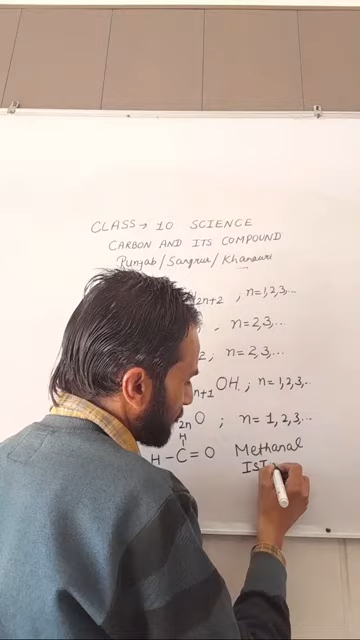 CLASS → 10 SCIENCE
CARBON AND ITS COMPOUND
Punjab/Sangrur/Khanauri
2n+2 ; n=1,2,3,...
, n=2,3,...
2, n=2,3,...
n+1 OH, ; n=1,2,3,..
2n O ; n= 1,2,3,...
H
H-C=O Methanal
IST